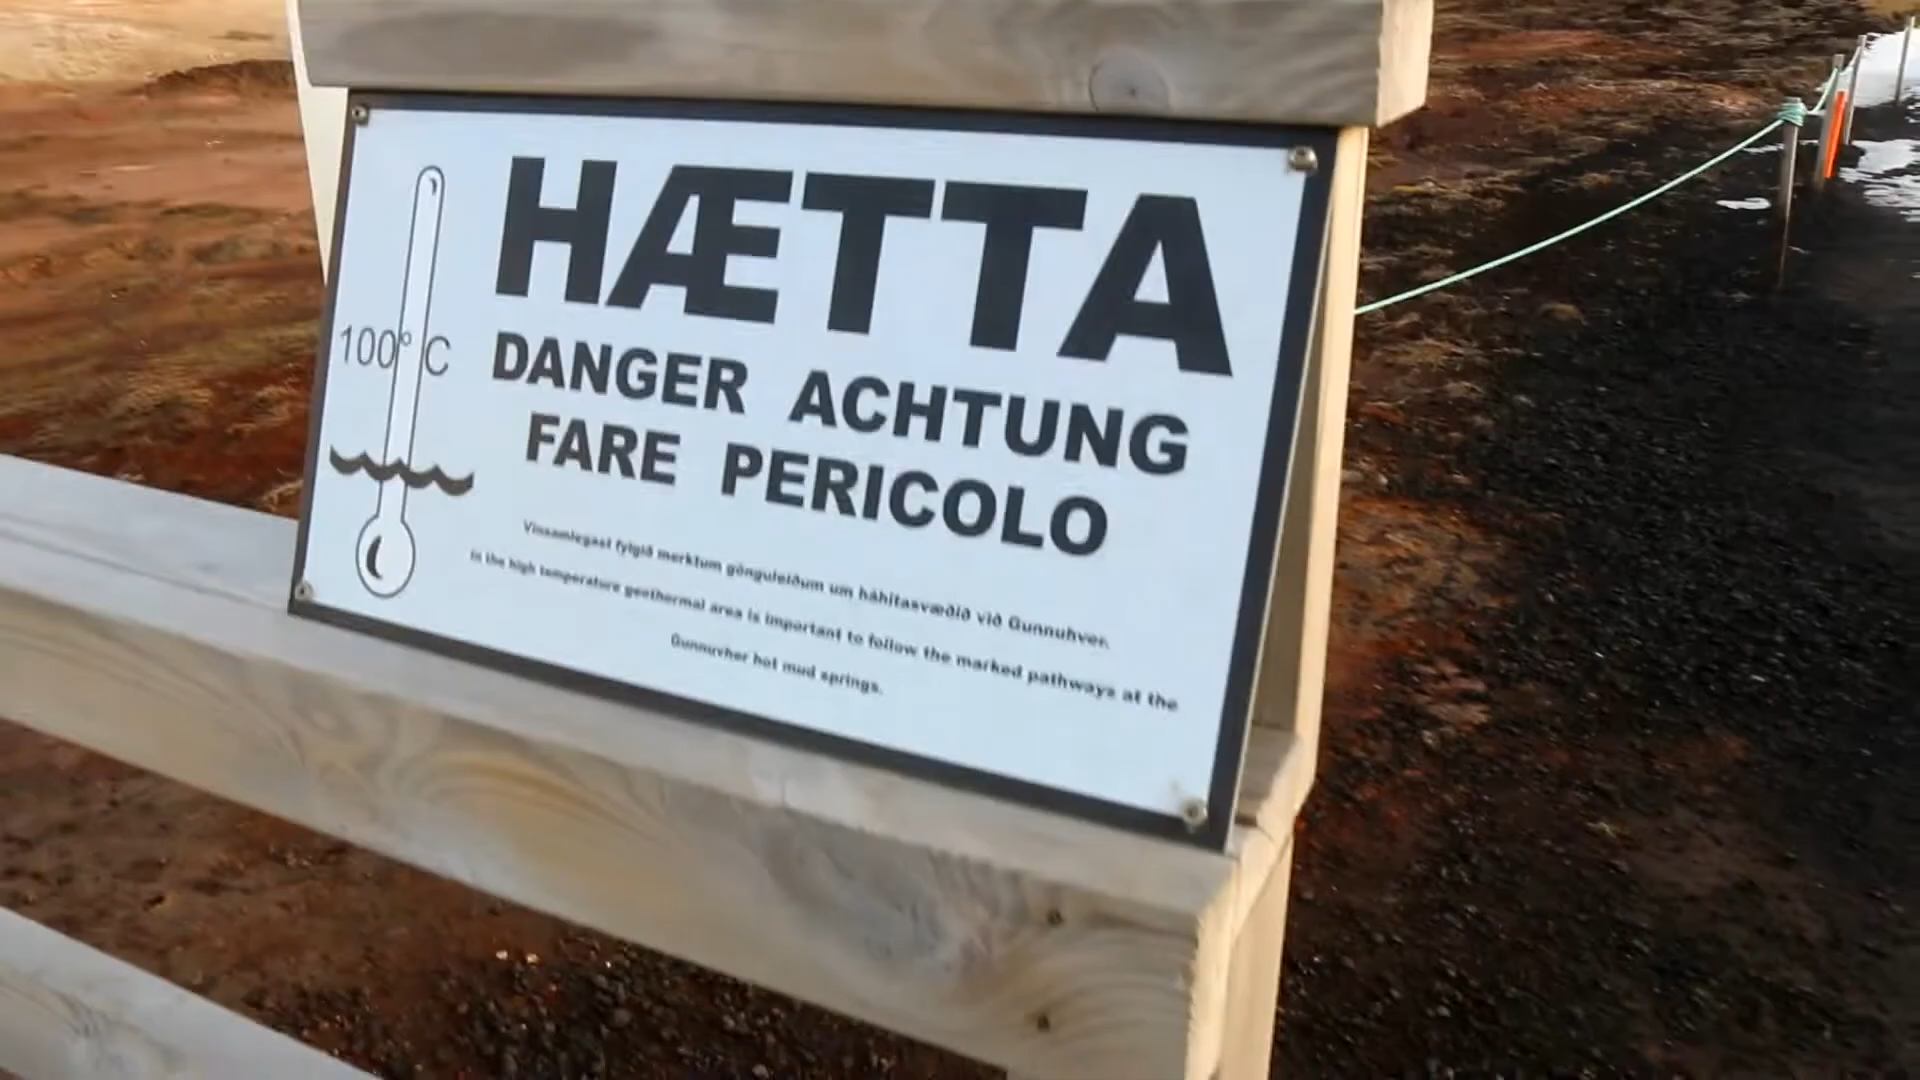 HÆTTA
100° C
DANGER ACHTUNG
FARE PERICOLO
Vinsamlegast fylgið merktum gönguleiðum um háhitasvæðið við Gunnuhver.
In the high temperature geothermal area is important to follow the marked pathways at the
Gunnuvher hot mud springs.